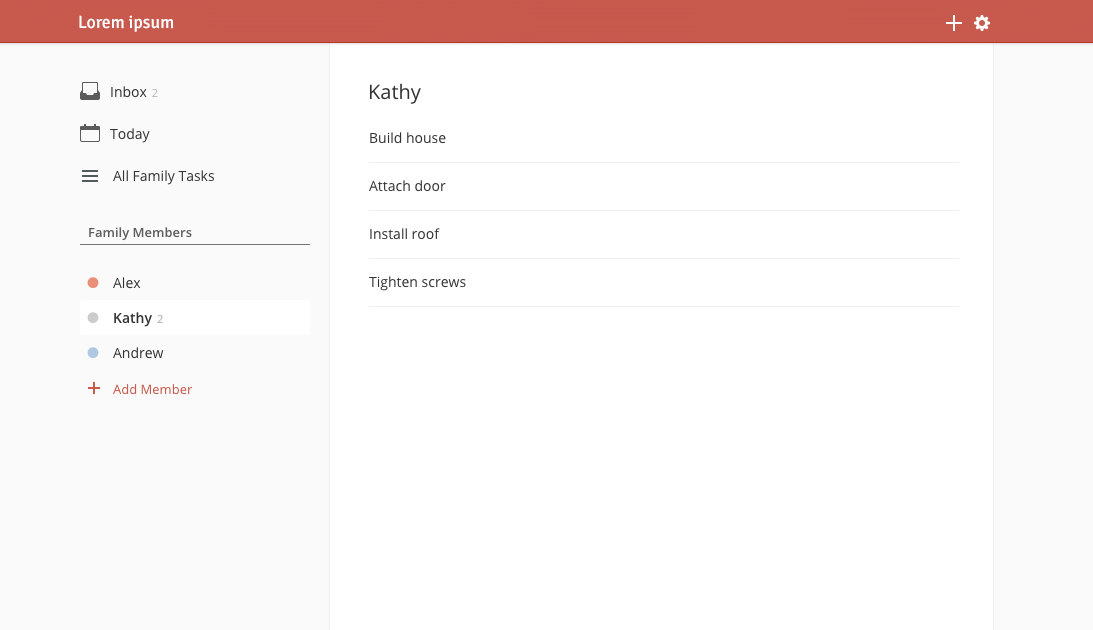 Lorem ipsum
Inbox 2
Today
All Family Tasks
Family Members
Alex
Kathy 2
Andrew
Add Member
Kathy
Build house
Attach door
Install roof
Tighten screws